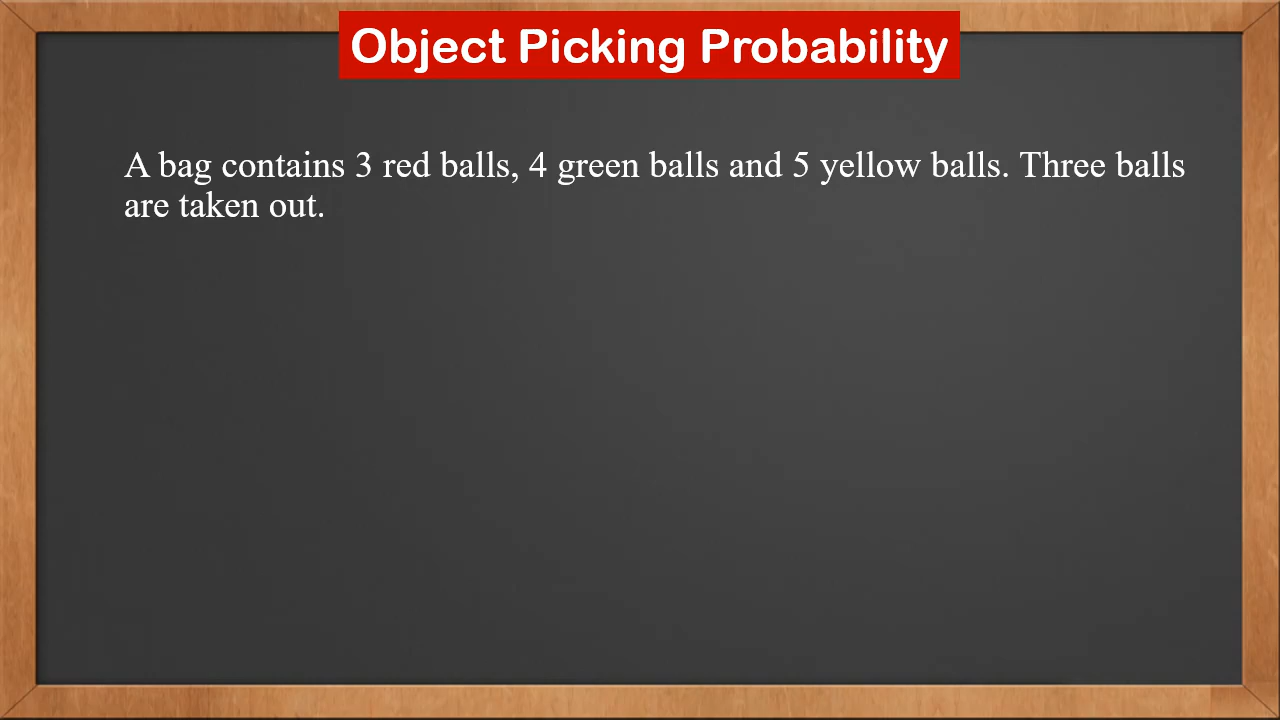 Object Picking Probability
A bag contains 3 red balls, 4 green balls and 5 yellow balls. Three balls
are taken out.